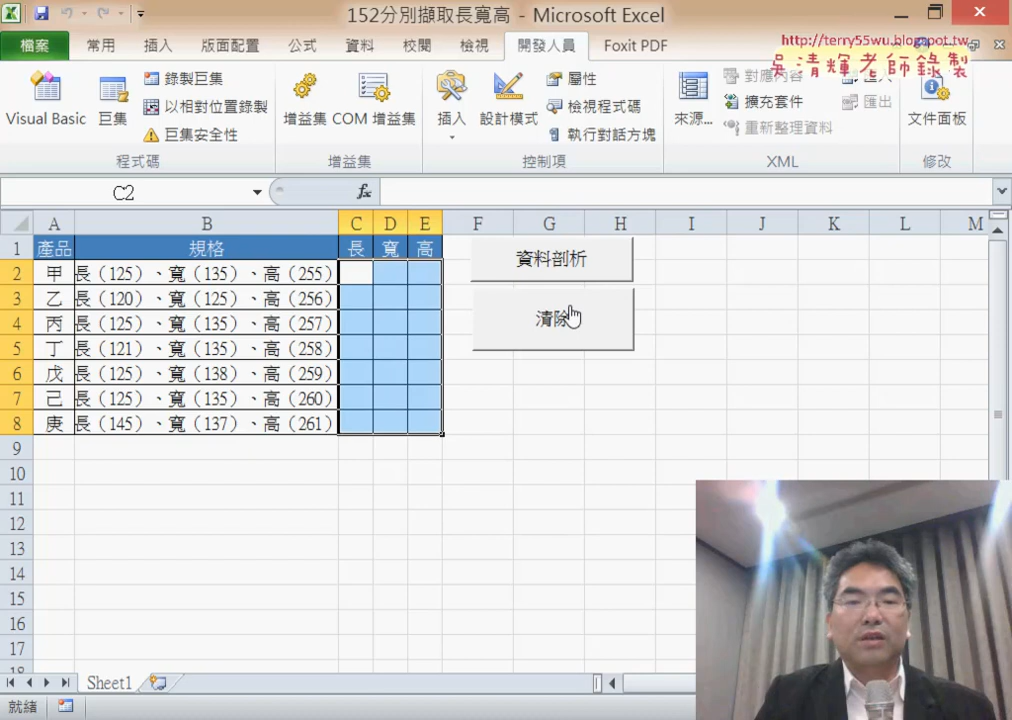 152分別擷取長寬高 - Microsoft Excel
檔案 常用 插入 版面配置 公式 資料 校閱 檢視 開發人員 Foxit PDF
http://terry55wu.blogspot.tw
吳清輝老師錄製
Visual Basic 巨集 錄製巨集 以相對位置錄製 巨集安全性 程式碼
增益集 COM 增益集 增益集
插入 設計模式 屬性 檢視程式碼 執行對話方塊 控制項
來源... 對應內容 擴充套件 重新整理資料 匯入 匯出 XML
文件面板 修改
C2 fx
A B C D E F G H I J K L M
1 產品 規格 長 寬 高
2 甲 長（125）、寬（135）、高（255）
3 乙 長（120）、寬（125）、高（256）
4 丙 長（125）、寬（135）、高（257）
5 丁 長（121）、寬（135）、高（258）
6 戊 長（125）、寬（138）、高（259）
7 己 長（125）、寬（135）、高（260）
8 庚 長（145）、寬（137）、高（261）
資料剖析
清除
9
10
11
12
13
14
15
16
17
18
Sheet1
就緒